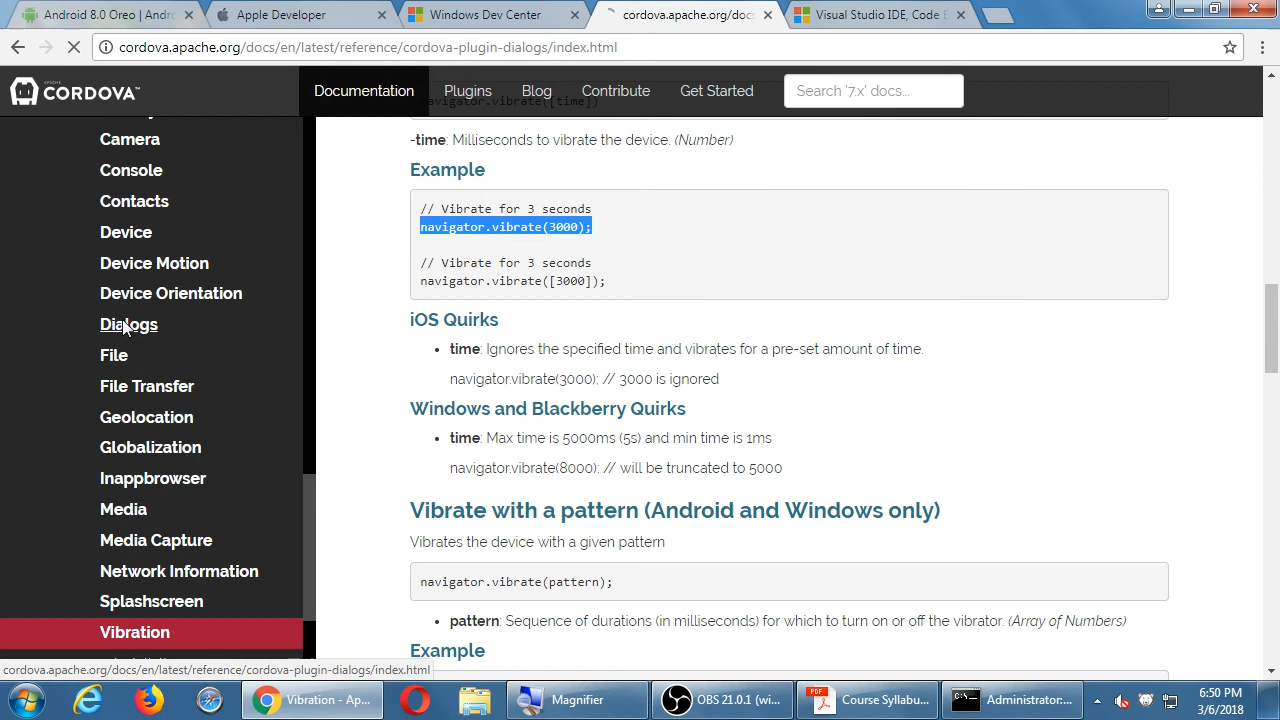 Android 8.0 Oreo | Andro
Apple Developer
Windows Dev Center
cordova.apache.org/docs
Visual Studio IDE, Code E
cordova.apache.org/docs/en/latest/reference/cordova-plugin-dialogs/index.html
APACHE
CORDOVA™
Documentation
Plugins
Blog
Contribute
Get Started
Search '7.x' docs...
Camera
Console
Contacts
Device
Device Motion
Device Orientation
Dialogs
File
File Transfer
Geolocation
Globalization
Inappbrowser
Media
Media Capture
Network Information
Splashscreen
Vibration
navigator.vibrate([time])
-time: Milliseconds to vibrate the device. (Number)
Example
// Vibrate for 3 seconds
navigator.vibrate(3000);
// Vibrate for 3 seconds
navigator.vibrate([3000]);
iOS Quirks
• time: Ignores the specified time and vibrates for a pre-set amount of time.
navigator.vibrate(3000); // 3000 is ignored
Windows and Blackberry Quirks
• time: Max time is 5000ms (5s) and min time is 1ms
navigator.vibrate(8000); // will be truncated to 5000
Vibrate with a pattern (Android and Windows only)
Vibrates the device with a given pattern
navigator.vibrate(pattern);
• pattern: Sequence of durations (in milliseconds) for which to turn on or off the vibrator. (Array of Numbers)
Example
cordova.apache.org/docs/en/latest/reference/cordova-plugin-dialogs/index.html
Vibration - Ap...
Magnifier
OBS 21.0.1 (wi...
PDF
Course Syllabu...
Administrator:...
6:50 PM
3/6/2018